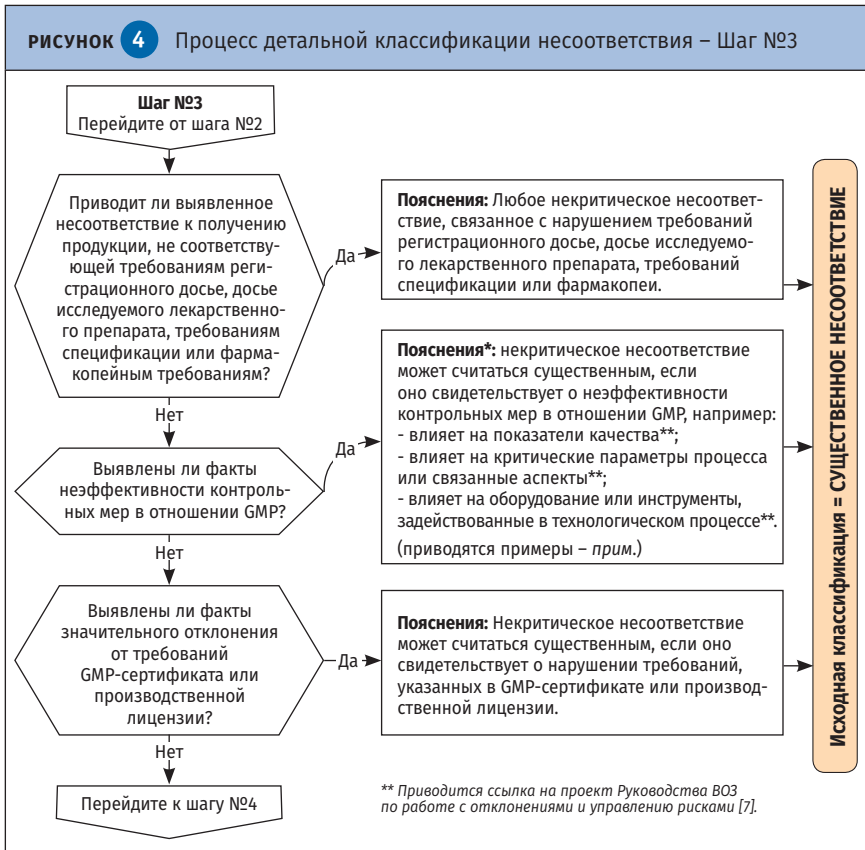 РИСУНОК 4 Процесс детальной классификации несоответствия – Шаг №3
Шаг №3
Перейдите от шага №2
Приводит ли выявленное
несоответствие к получению
продукции, не соответству-
ющей требованиям реги-
страционного досье, досье
исследуемого лекарственно-
го препарата, требованиям
спецификации или фарма-
копейным требованиям?
Да
Пояснения: Любое некритическое несоответ-
ствие, связанное с нарушением требований
регистрационного досье, досье исследуемо-
го лекарственного препарата, требований
спецификации или фармакопеи.
Нет
Выявлены ли факты
неэффективности контроль-
ных мер в отношении GMP?
Да
Пояснения*: некритическое несоответствие
может считаться существенным, если
оно свидетельствует о неэффективности
контрольных мер в отношении GMP, например:
- влияет на показатели качества**;
- влияет на критические параметры процесса
или связанные аспекты**;
- влияет на оборудование или инструменты,
задействованные в технологическом процессе**.
(приводятся примеры – прим.)
Нет
Выявлены ли факты
значительного отклонения
от требований
GMP-сертификата или
производственной
лицензии?
Да
Пояснения: Некритическое несоответствие
может считаться существенным, если оно
свидетельствует о нарушении требований,
указанных в GMP-сертификате или производ-
ственной лицензии.
Нет
Перейдите к шагу №4
Исходная классификация = СУЩЕСТВЕННОЕ НЕСООТВЕТСТВИЕ
** Приводится ссылка на проект Руководства ВОЗ
по работе с отклонениями и управлению рисками [7].